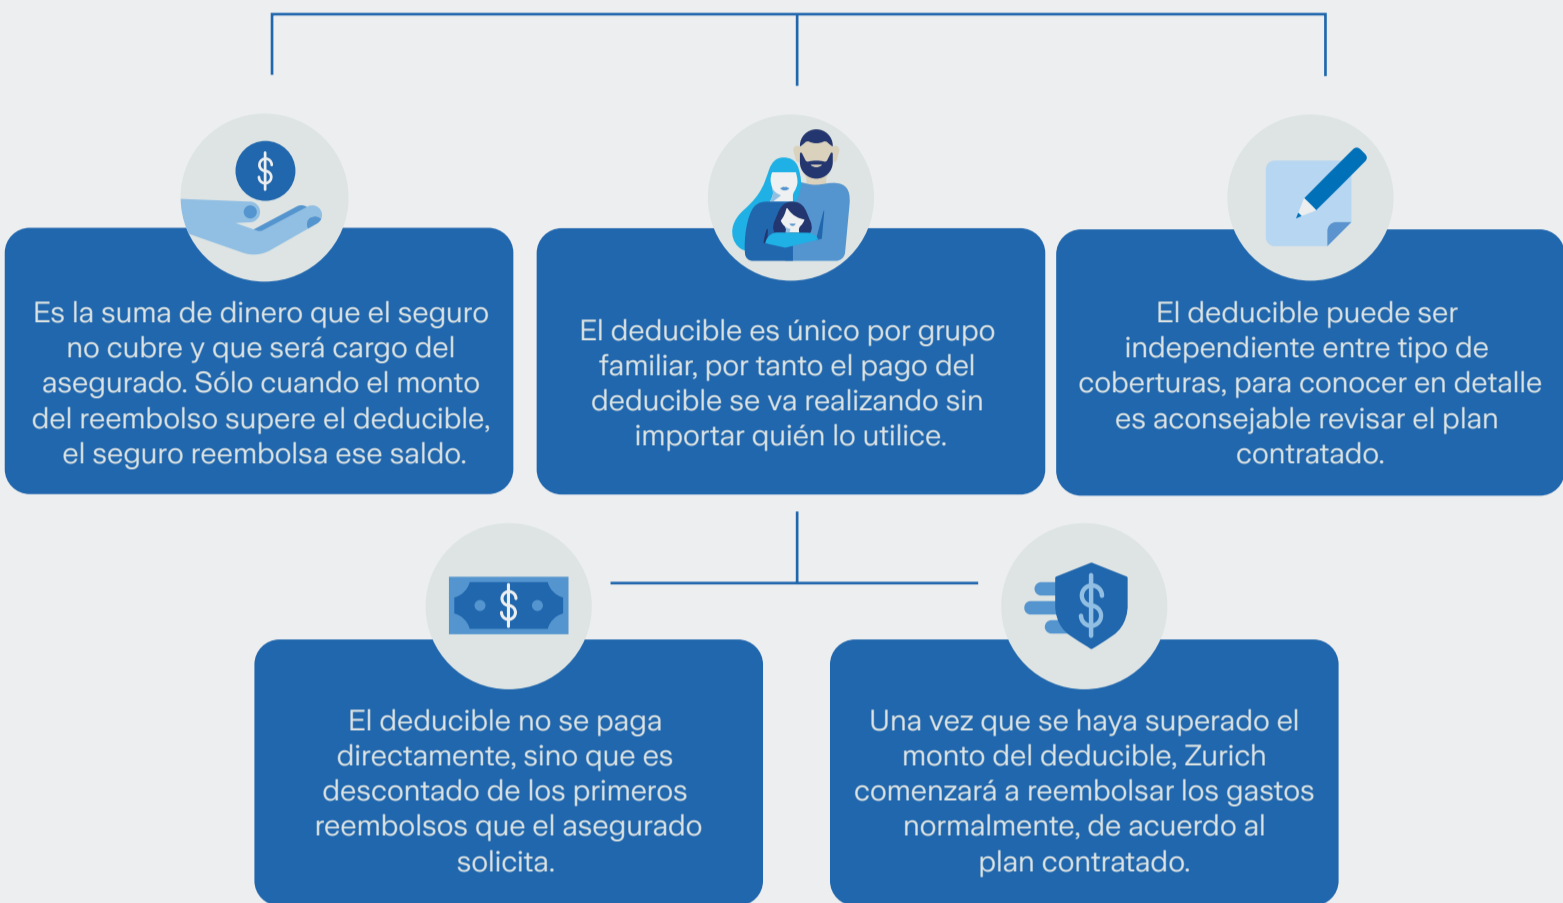 $
Es la suma de dinero que el seguro
no cubre y que será cargo del
asegurado. Sólo cuando el monto
del reembolso supere el deducible,
el seguro reembolsa ese saldo.
El deducible es único por grupo
familiar, por tanto el pago del
deducible se va realizando sin
importar quién lo utilice.
El deducible puede ser
independiente entre tipo de
coberturas, para conocer en detalle
es aconsejable revisar el plan
contratado.
$
El deducible no se paga
directamente, sino que es
descontado de los primeros
reembolsos que el asegurado
solicita.
$
Una vez que se haya superado el
monto del deducible, Zurich
comenzará a reembolsar los gastos
normalmente, de acuerdo al
plan contratado.